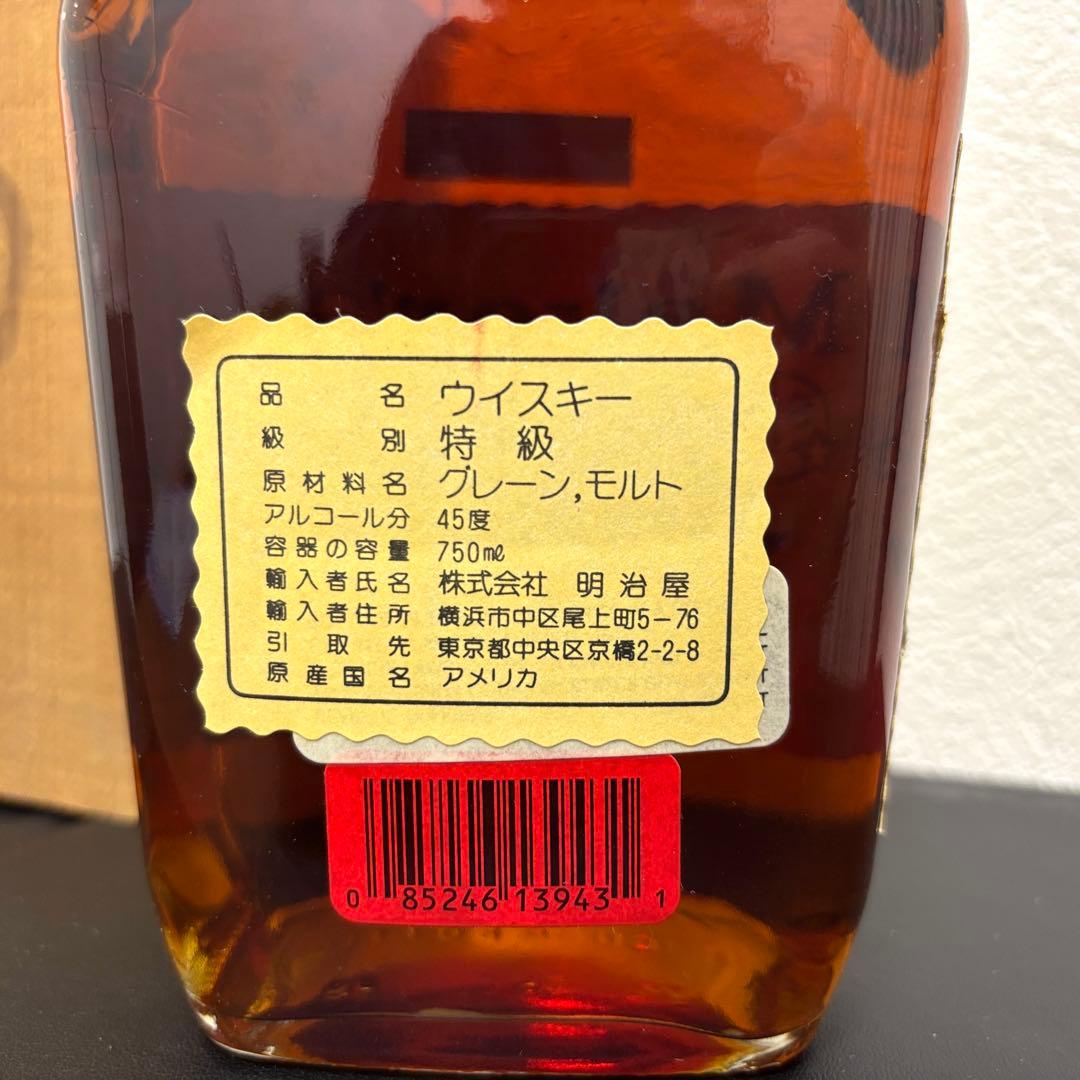 品名 ウイスキー
級別 特級
原材料名 グレーン,モルト
アルコール分 45度
容器の容量 750㎖
輸入者氏名 株式会社 明治屋
輸入者住所 横浜市中区尾上町5-76
引取先 東京都中央区京橋2-2-8
原産国名 アメリカ
0 85246 13943 1